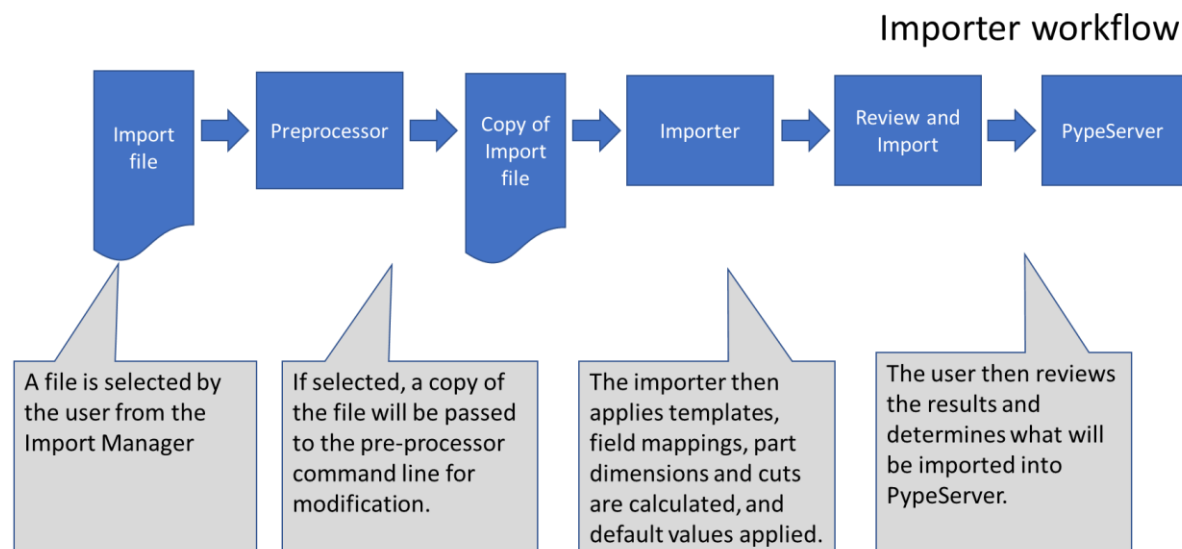 Importer workflow
Import
file
Preprocessor
Copy of
Import
file
Importer
Review and
Import
PypeServer
A file is selected by
the user from the
Import Manager
If selected, a copy of
the file will be passed
to the pre-processor
command line for
modification.
The importer then
applies templates,
field mappings, part
dimensions and cuts
are calculated, and
default values applied.
The user then reviews
the results and
determines what will
be imported into
PypeServer.